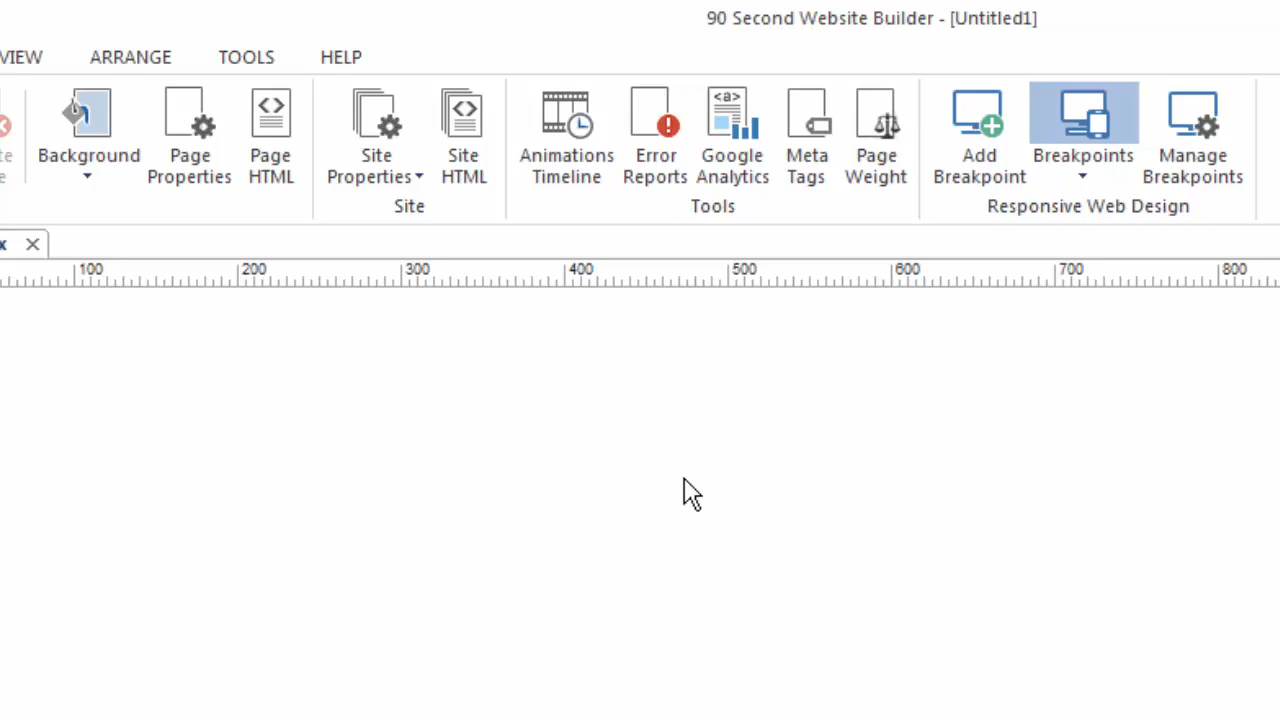 90 Second Website Builder - [Untitled1]
VIEW ARRANGE TOOLS HELP
Background Page Properties Page HTML Site Properties Site HTML Animations Timeline Error Reports <a> Google Analytics Meta Tags Page Weight Add Breakpoint Breakpoints Manage Breakpoints
Site Tools Responsive Web Design
x
100 200 300 400 500 600 700 800